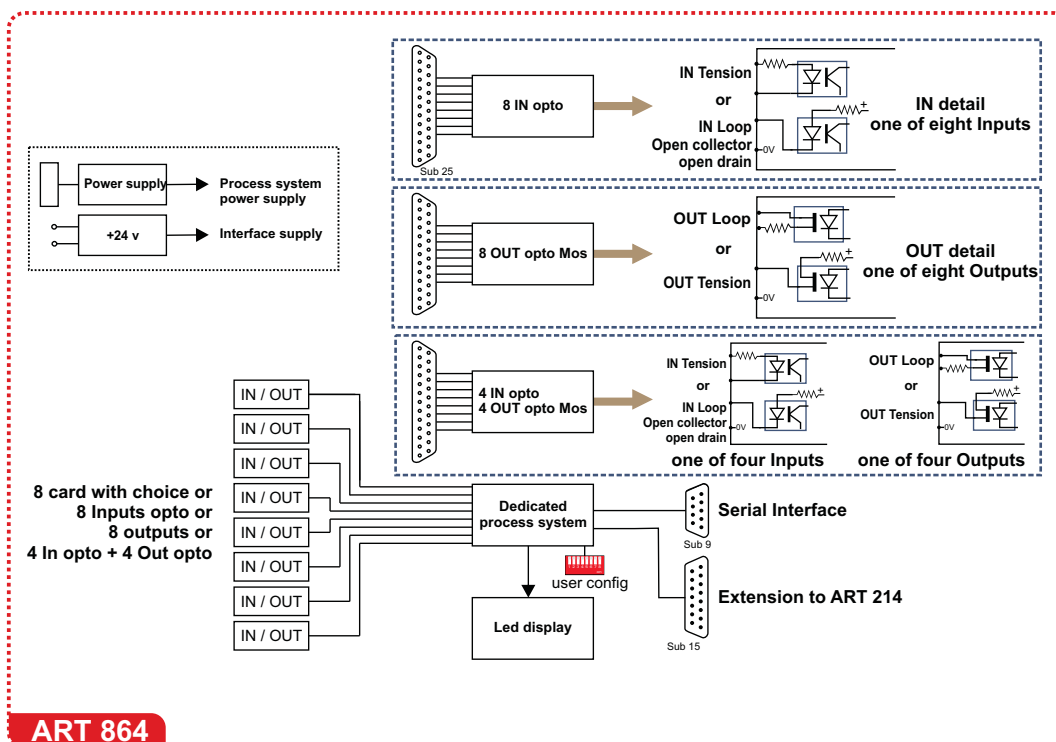 8 IN opto
Sub 25
IN Tension
or
IN Loop
Open collector
open drain
+
0V
IN detail
one of eight Inputs
Power supply
Process system
power supply
+24 v
Interface supply
8 OUT opto Mos
OUT Loop
or
OUT Tension
+
0V
OUT detail
one of eight Outputs
4 IN opto
4 OUT opto Mos
IN Tension
or
IN Loop
Open collector
open drain
+
0V
one of four Inputs
OUT Loop
or
OUT Tension
+
0V
one of four Outputs
8 card with choice or
8 Inputs opto or
8 outputs or
4 In opto + 4 Out opto
IN / OUT
IN / OUT
IN / OUT
IN / OUT
IN / OUT
IN / OUT
IN / OUT
IN / OUT
Dedicated
process system
user config
Led display
Sub 9
Serial Interface
Sub 15
Extension to ART 214
ART 864